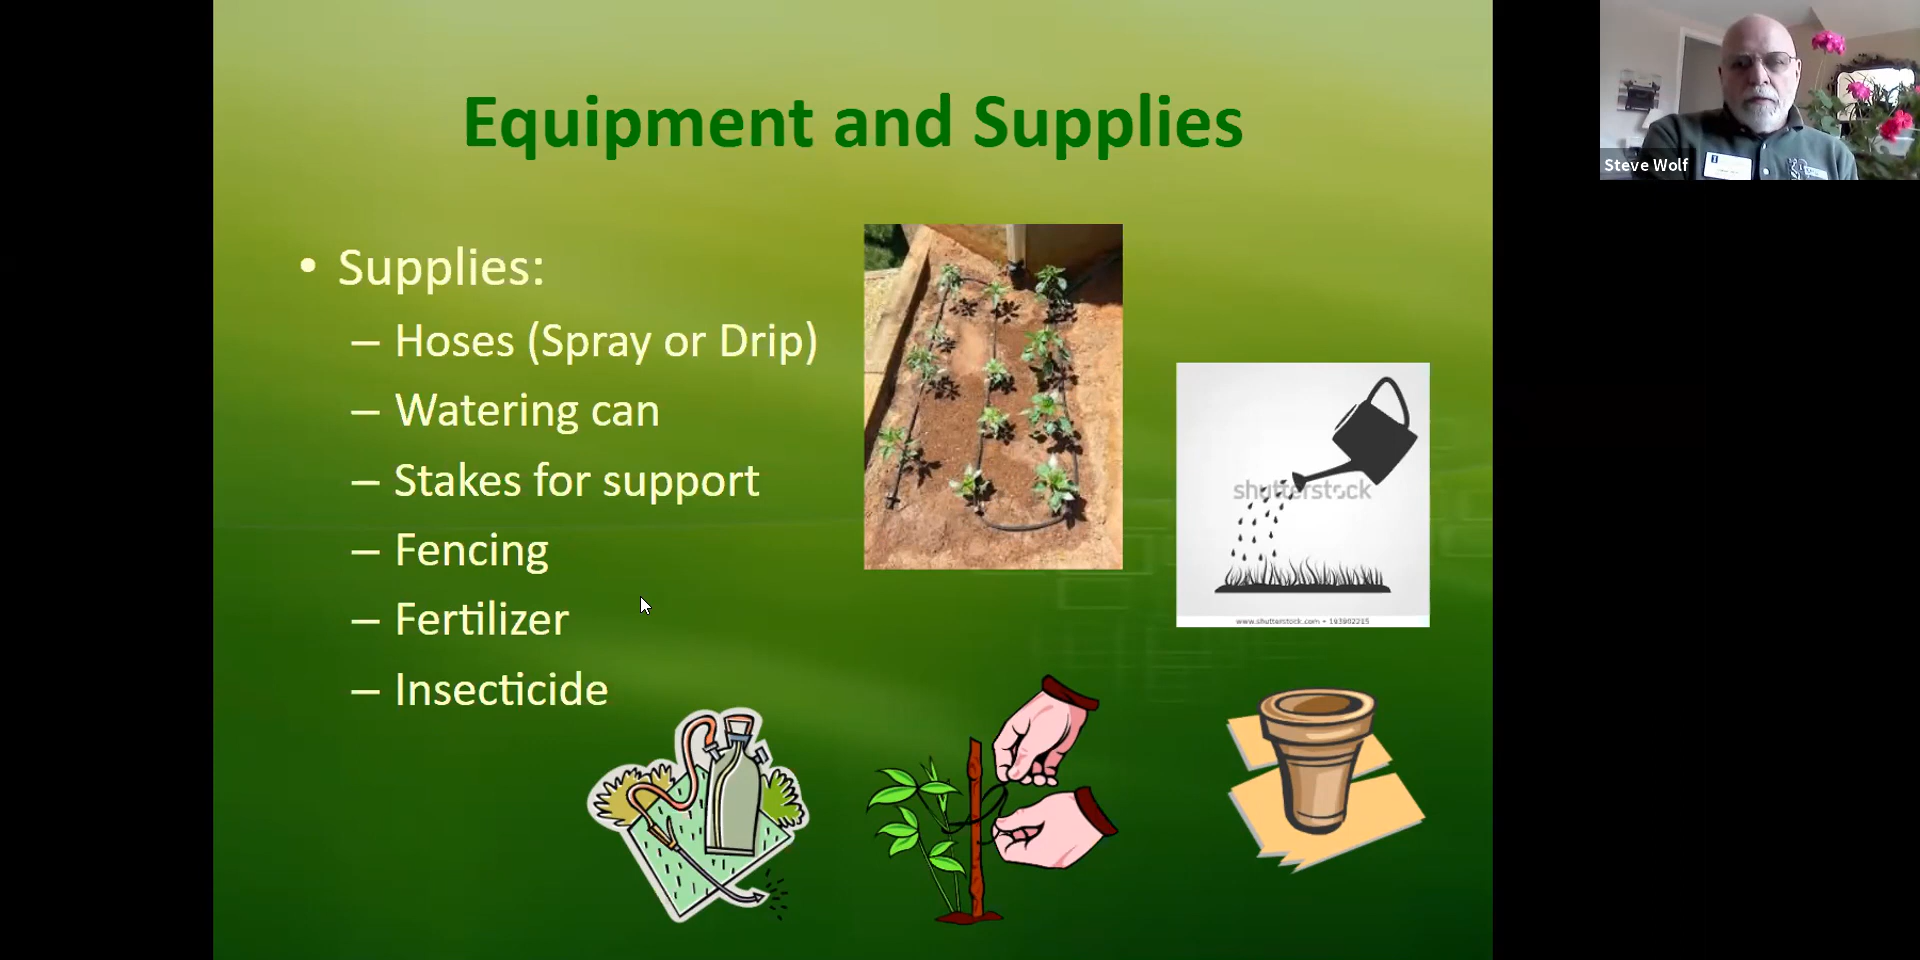 Equipment and Supplies
• Supplies:
– Hoses (Spray or Drip)
– Watering can
– Stakes for support
– Fencing
– Fertilizer
– Insecticide
shutterstock
www.shutterstock.com • 193902215
Steve Wolf